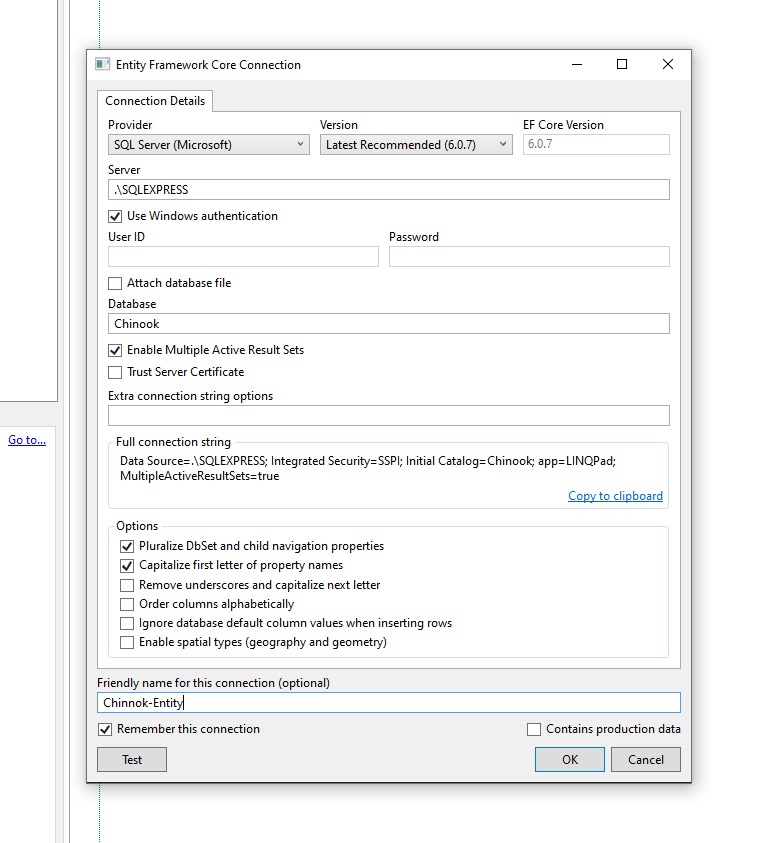 Entity Framework Core Connection
Connection Details
Provider
Version
EF Core Version
SQL Server (Microsoft)
Latest Recommended (6.0.7)
6.0.7
Server
.\SQLEXPRESS
Use Windows authentication
User ID
Password
Attach database file
Database
Chinook
Enable Multiple Active Result Sets
Trust Server Certificate
Extra connection string options
Go to...
Full connection string
Data Source=.\SQLEXPRESS; Integrated Security=SSPI; Initial Catalog=Chinook; app=LINQPad;
MultipleActiveResultSets=true
Copy to clipboard
Options
Pluralize DbSet and child navigation properties
Capitalize first letter of property names
Remove underscores and capitalize next letter
Order columns alphabetically
Ignore database default column values when inserting rows
Enable spatial types (geography and geometry)
Friendly name for this connection (optional)
Chinnok-Entity
Remember this connection
Contains production data
Test
OK
Cancel